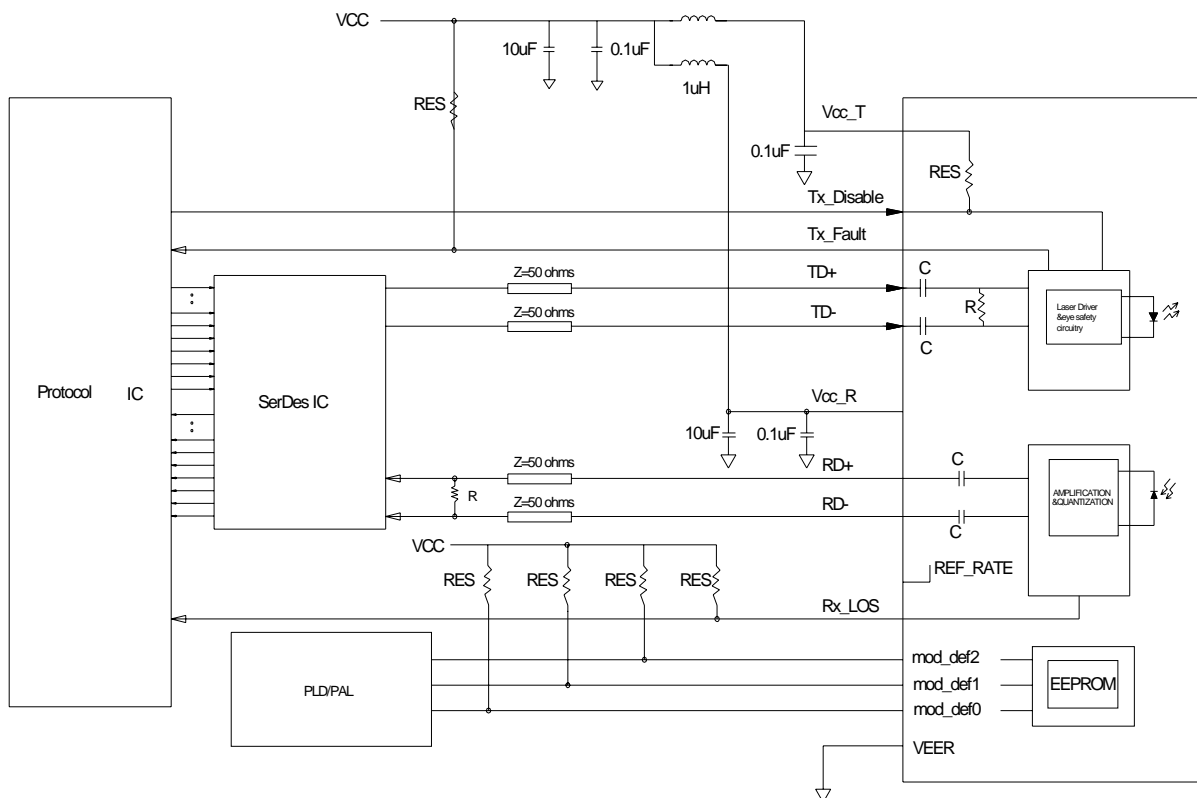 VCC
10uF
0.1uF
1uH
RES
Vcc_T
0.1uF
RES
Tx_Disable
Tx_Fault
Z=50 ohms
TD+
C
:
R
Laser Driver
&eye safety
circuitry
Z=50 ohms
TD-
C
Protocol IC
SerDes IC
Vcc_R
:
10uF
0.1uF
Z=50 ohms
RD+
C
R
AMPLIFICATION
&QUANTIZATION
Z=50 ohms
RD-
C
VCC
RES
RES
RES
RES
REF_RATE
Rx_LOS
mod_def2
PLD/PAL
mod_def1
EEPROM
mod_def0
VEER